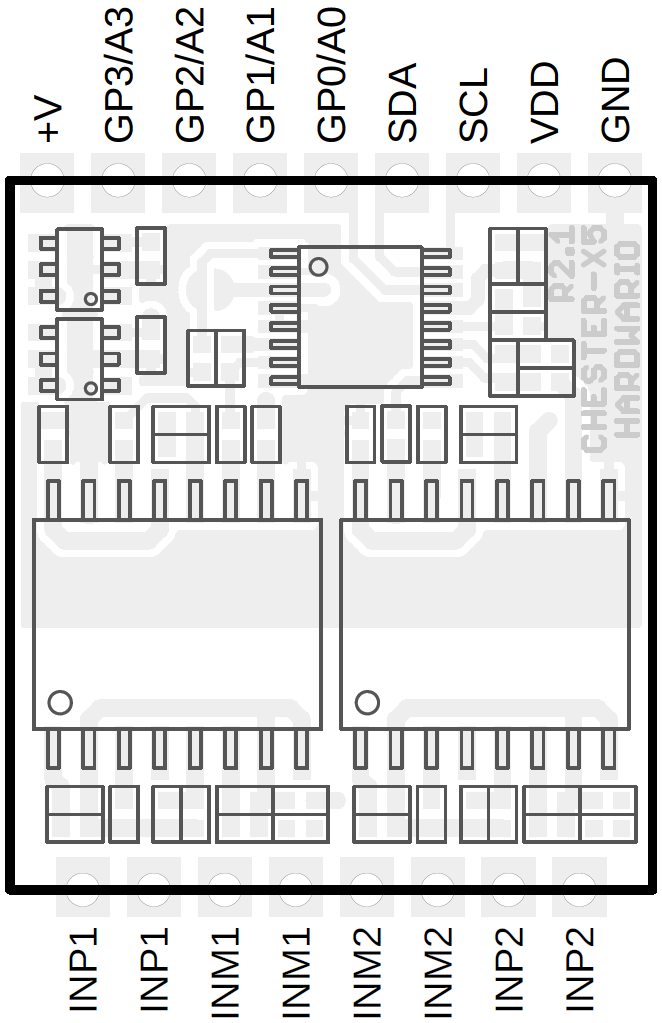 +V
GP3/A3
GP2/A2
GP1/A1
GP0/A0
SDA
SCL
VDD
GND
R2.1
CHESTER-X5
HARDWARIO
INP1
INP1
INM1
INM1
INM2
INM2
INP2
INP2